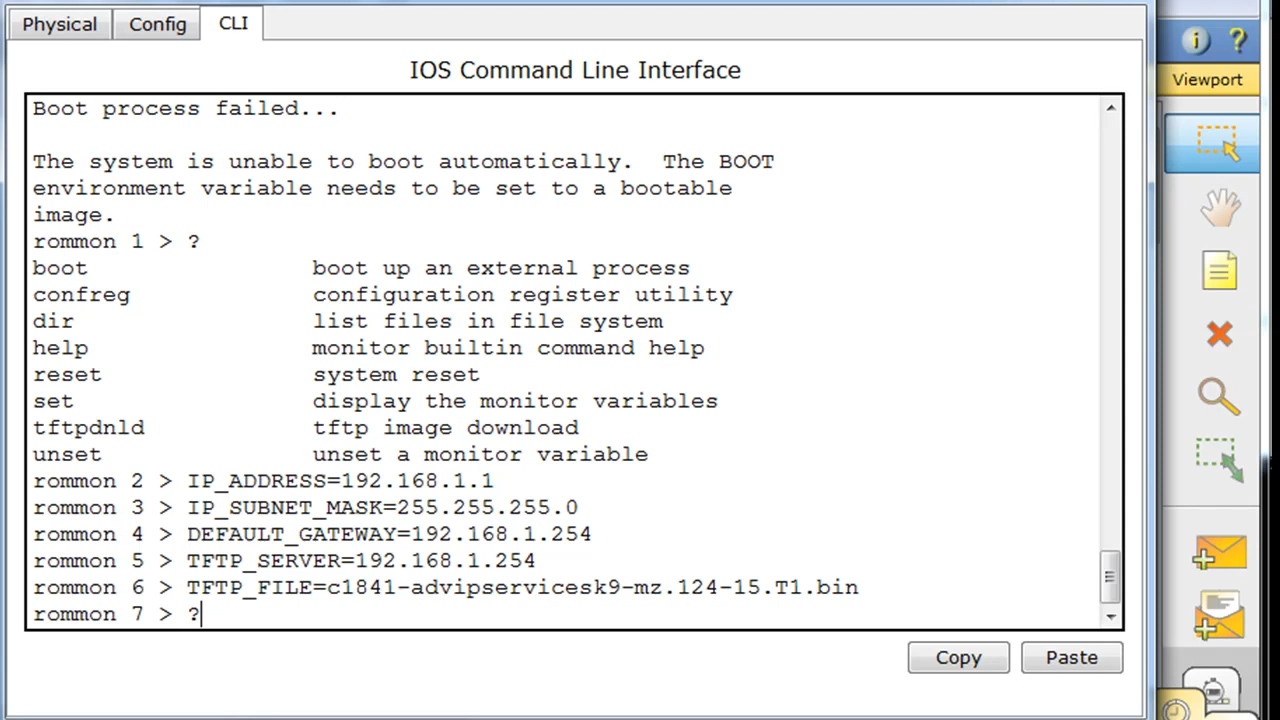 Physical Config CLI
IOS Command Line Interface
Boot process failed...
The system is unable to boot automatically.  The BOOT
environment variable needs to be set to a bootable
image.
rommon 1 > ?
boot                boot up an external process
confreg             configuration register utility
dir                 list files in file system
help                monitor builtin command help
reset               system reset
set                 display the monitor variables
tftpdnld            tftp image download
unset               unset a monitor variable
rommon 2 > IP_ADDRESS=192.168.1.1
rommon 3 > IP_SUBNET_MASK=255.255.255.0
rommon 4 > DEFAULT_GATEWAY=192.168.1.254
rommon 5 > TFTP_SERVER=192.168.1.254
rommon 6 > TFTP_FILE=c1841-advipservicesk9-mz.124-15.T1.bin
rommon 7 > ?
Copy Paste
i ?
Viewport